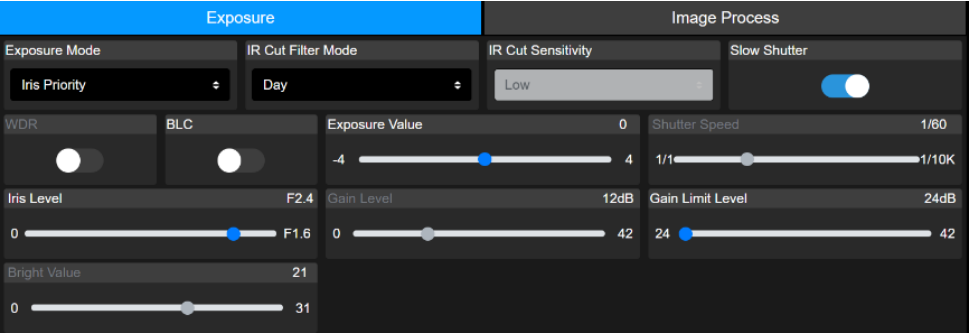 Exposure Image Process
Exposure Mode IR Cut Filter Mode IR Cut Sensitivity Slow Shutter
Iris Priority Day Low
WDR BLC Exposure Value 0 Shutter Speed 1/60
-4 4 1/1 1/10K
Iris Level F2.4 Gain Level 12dB Gain Limit Level 24dB
0 F1.6 0 42 24 42
Bright Value 21
0 31